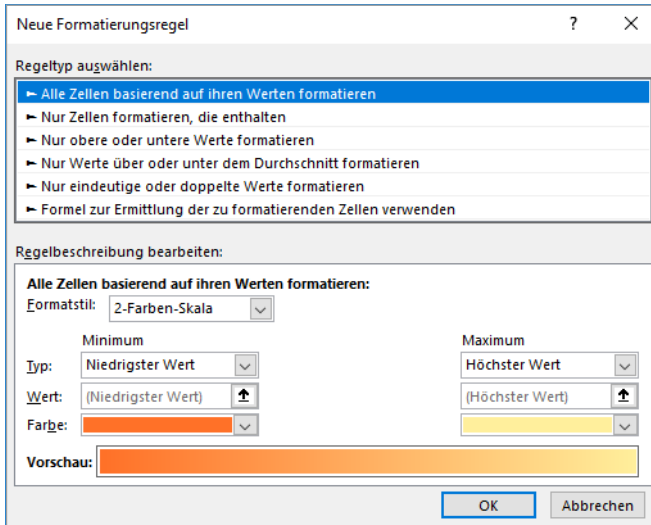 Neue Formatierungsregel ? ×
Regeltyp auswählen:
► Alle Zellen basierend auf ihren Werten formatieren
► Nur Zellen formatieren, die enthalten
► Nur obere oder untere Werte formatieren
► Nur Werte über oder unter dem Durchschnitt formatieren
► Nur eindeutige oder doppelte Werte formatieren
► Formel zur Ermittlung der zu formatierenden Zellen verwenden
Regelbeschreibung bearbeiten:
Alle Zellen basierend auf ihren Werten formatieren:
Formatstil: 2-Farben-Skala
Minimum Maximum
Typ: Niedrigster Wert Höchster Wert
Wert: (Niedrigster Wert) (Höchster Wert)
Farbe:
Vorschau:
OK Abbrechen